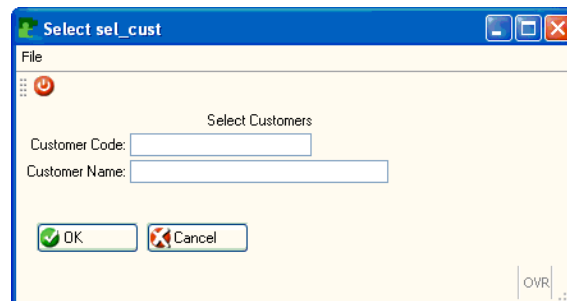 Select sel_cust
File
Select Customers
Customer Code:
Customer Name:
OK Cancel
OVR